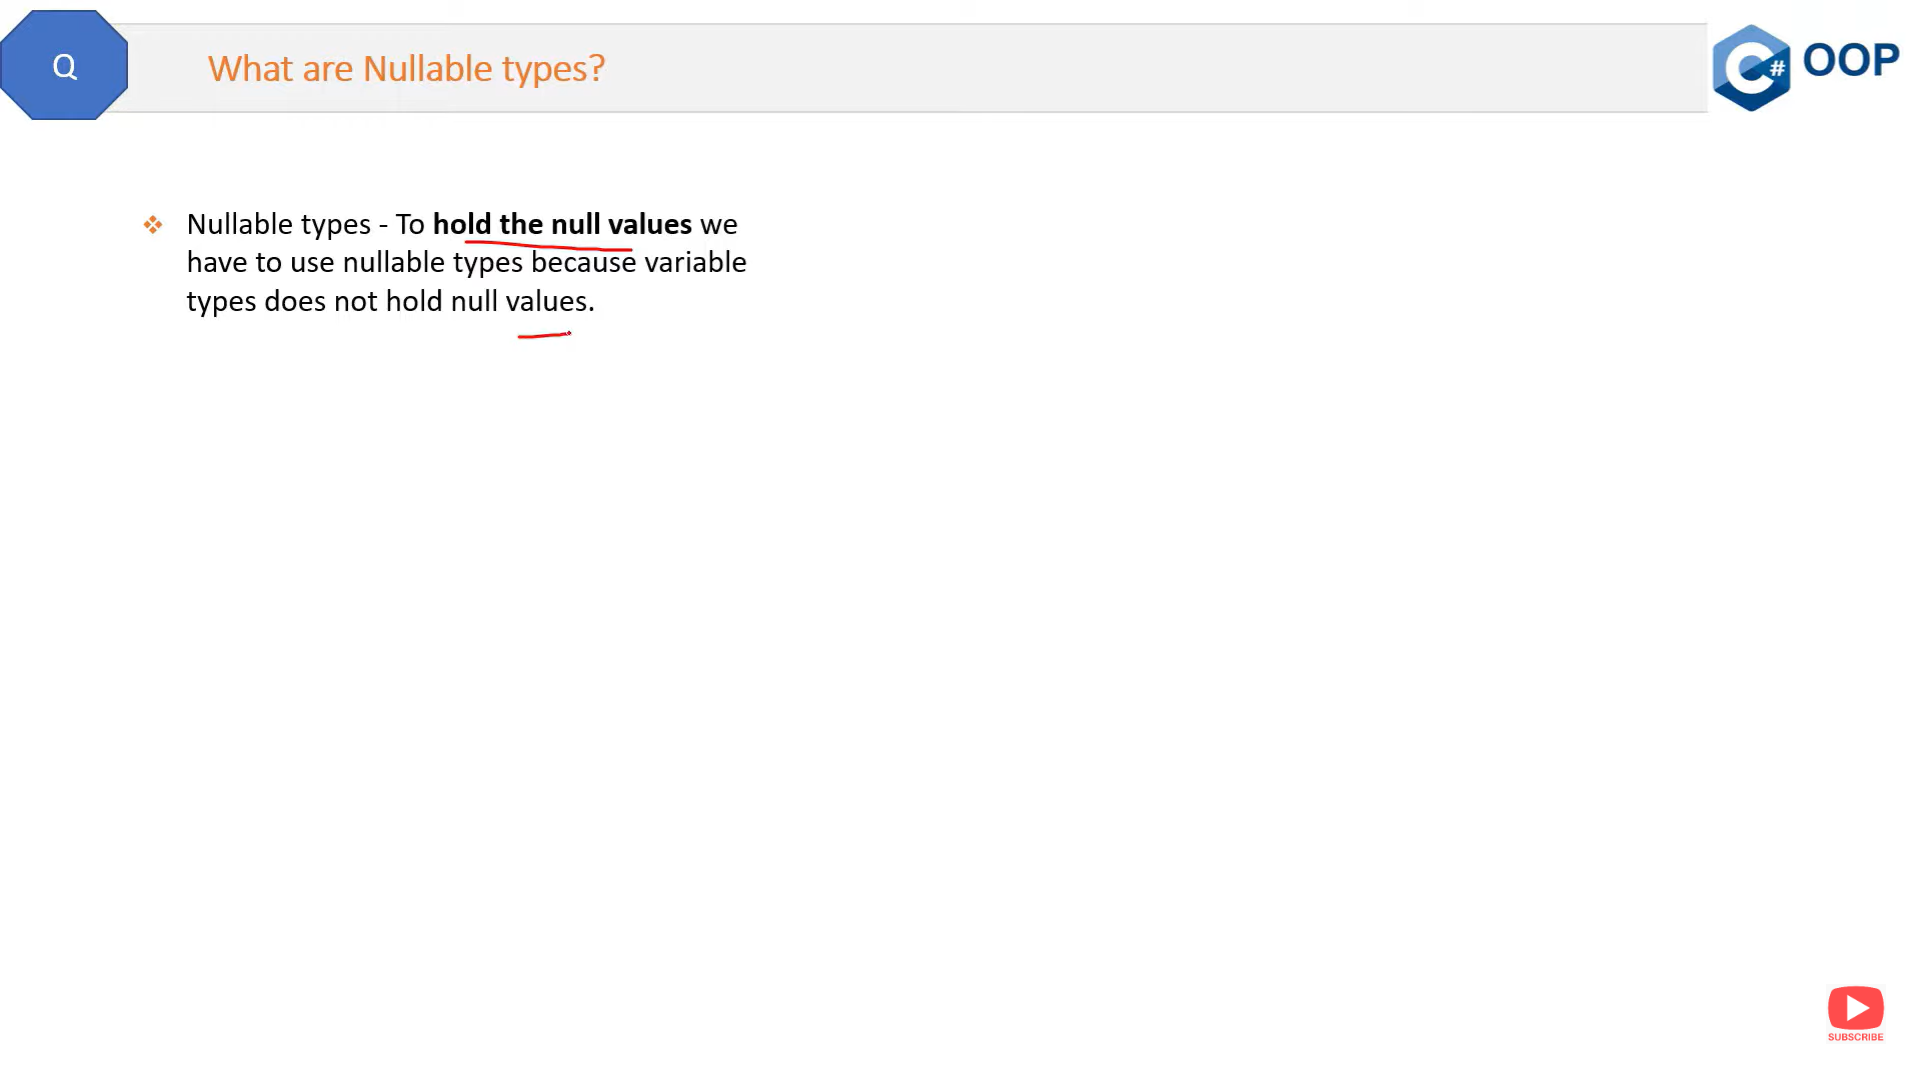 Q
What are Nullable types?
C#
OOP
Nullable types - To hold the null values we
have to use nullable types because variable
types does not hold null values.
SUBSCRIBE